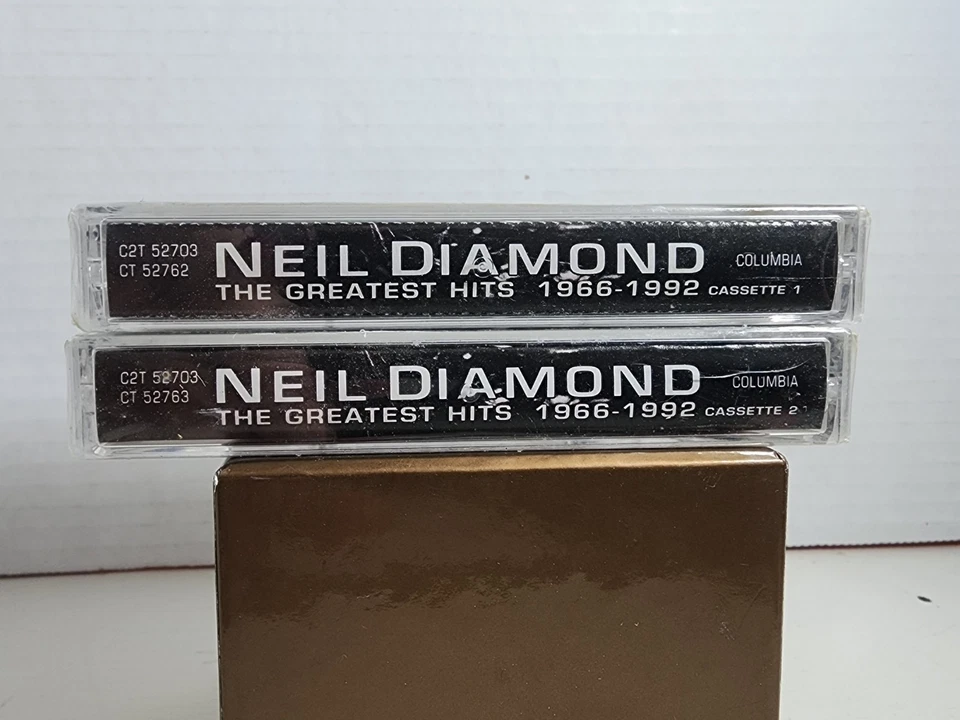 C2T 52703
CT 52762
NEIL DIAMOND
THE GREATEST HITS 1966-1992
COLUMBIA
CASSETTE 1
C2T 52703
CT 52763
NEIL DIAMOND
THE GREATEST HITS 1966-1992
COLUMBIA
CASSETTE 2